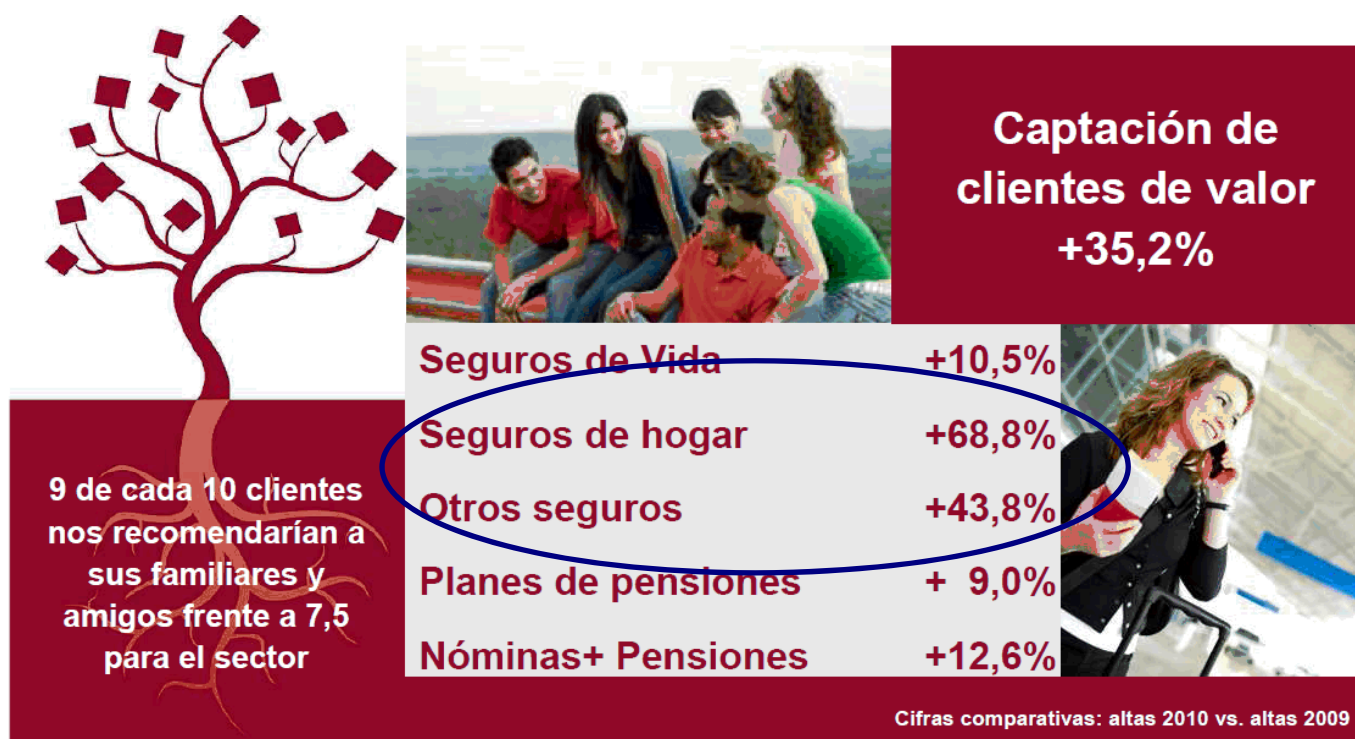 Captación de
clientes de valor
+35,2%
Seguros de Vida +10,5%
Seguros de hogar +68,8%
Otros seguros +43,8%
Planes de pensiones + 9,0%
Nóminas+ Pensiones +12,6%
9 de cada 10 clientes
nos recomendarían a
sus familiares y
amigos frente a 7,5
para el sector
Cifras comparativas: altas 2010 vs. altas 2009